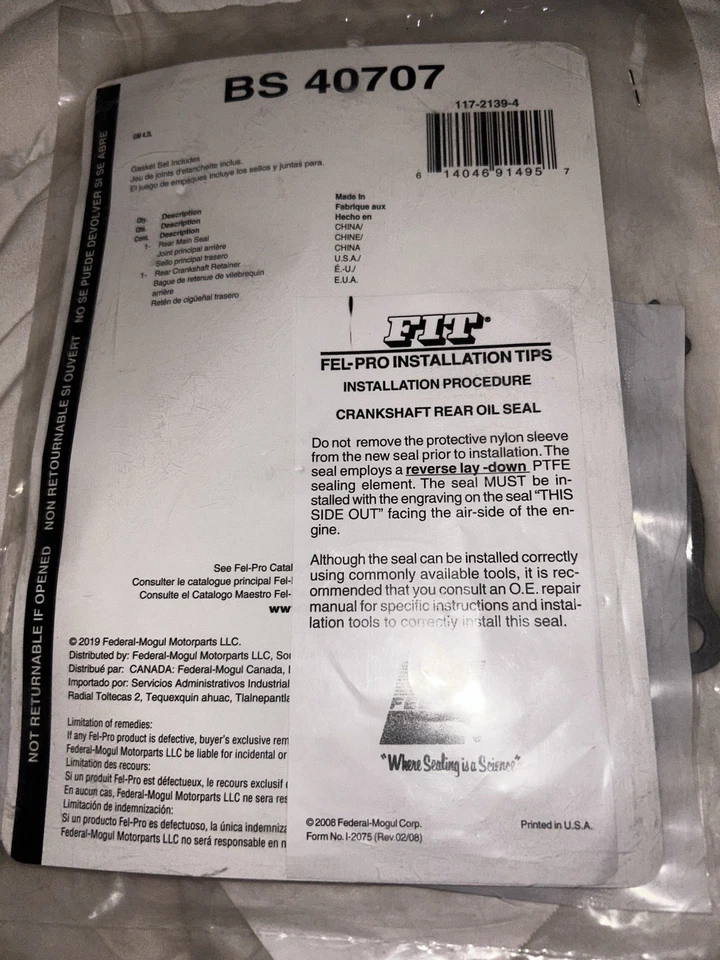 BS 40707
117-2139-4
6 14046 91495 7
GM 4.3L
Gasket Set Includes
Jeu de joints d'étanchéité inclus.
El juego de empaques incluye los sellos y juntas para.
Qty. Description
Qté. Description
Cant. Description
1- Rear Main Seal
Joint principal arrière
Sello principal trasero
1- Rear Crankshaft Retainer
Bague de retenue de vilebrequin
arrière
Retén de cigüeñal trasero
Made In
Fabrique aux
Hecho en
CHINA/
CHINE/
CHINA
U.S.A./
É.-U./
E.U.A.
NOT RETURNABLE IF OPENED NON RETOURNABLE SI OUVERT NO SE PUEDE DEVOLVER SI SE ABRE
FIT®
FEL-PRO INSTALLATION TIPS
INSTALLATION PROCEDURE
CRANKSHAFT REAR OIL SEAL
Do not remove the protective nylon sleeve
from the new seal prior to installation. The
seal employs a reverse lay -down PTFE
sealing element. The seal MUST be in-
stalled with the engraving on the seal “THIS
SIDE OUT” facing the air-side of the en-
gine.
Although the seal can be installed correctly
using commonly available tools, it is rec-
ommended that you consult an O.E. repair
manual for specific instructions and instal-
lation tools to correctly install this seal.
"Where Sealing is a Science"
© 2008 Federal-Mogul Corp.
Form No. I-2075 (Rev. 02/08)
Printed in U.S.A.
See Fel-Pro Catal
Consulter le catalogue principal Fel-
Consulte el Catalogo Maestro Fel-
ww
© 2019 Federal-Mogul Motorparts LLC.
Distributed by: Federal-Mogul Motorparts LLC, Sou
Distribué par: CANADA: Federal-Mogul Canada,
Importado por: Servicios Administrativos Industrial
Radial Toltecas 2, Tequexquin ahuac, Tlalnepantla
Limitation of remedies:
If any Fel-Pro product is defective, buyer's exclusive rem
Federal-Mogul Motorparts LLC be liable for incidental or
Limitation des recours:
Si un produit Fel-Pro est défectueux, le recours exclusif
En aucun cas, Federal-Mogul Motorparts LLC ne sera res
Limitación de indemnización:
Si un producto Fel-Pro es defectuoso, la única indemniza
Federal-Mogul Motorparts LLC no será responsable en n